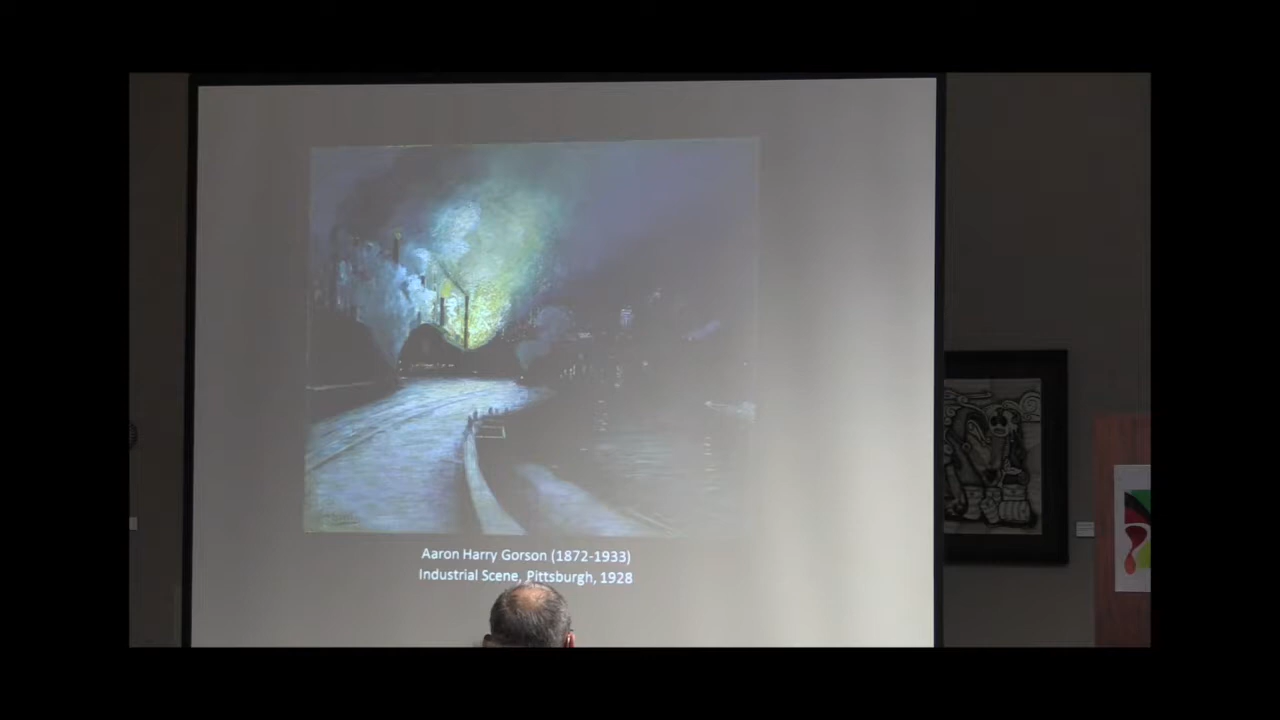 Aaron Harry Gorson (1872-1933)
Industrial Scene, Pittsburgh, 1928